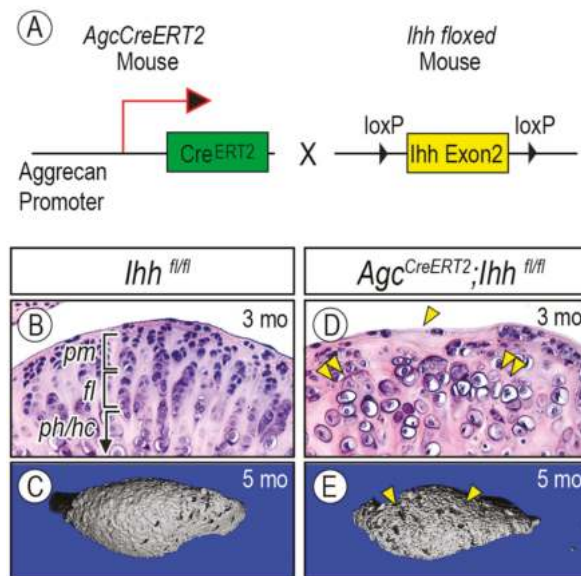 A
AgcCreERT2
Mouse
Ihh floxed
Mouse
loxP
loxP
CreERT2
X
Ihh Exon2
Aggrecan
Promoter
Ihh fl/fl
AgcCreERT2;Ihh fl/fl
B
3 mo
pm
fl
ph/hc
D
3 mo
C
5 mo
E
5 mo